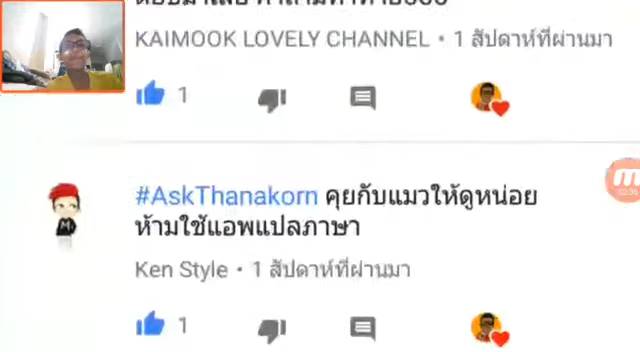 KAIMOOK LOVELY CHANNEL • 1 สัปดาห์ที่ผ่านมา
1
#AskThanakorn คุยกับแมวให้ดูหน่อย
ห้ามใช้แอพแปลภาษา
Ken Style • 1 สัปดาห์ที่ผ่านมา
1